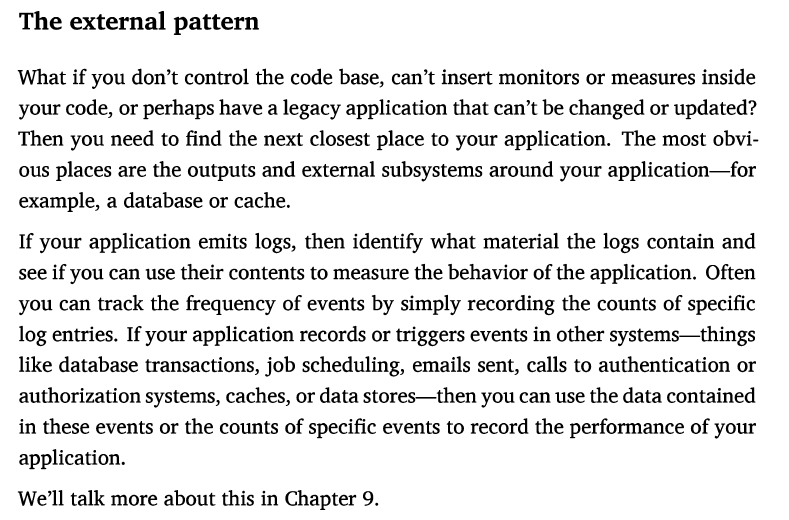 The external pattern
What if you don’t control the code base, can’t insert monitors or measures inside
your code, or perhaps have a legacy application that can’t be changed or updated?
Then you need to find the next closest place to your application. The most obvi-
ous places are the outputs and external subsystems around your application—for
example, a database or cache.
If your application emits logs, then identify what material the logs contain and
see if you can use their contents to measure the behavior of the application. Often
you can track the frequency of events by simply recording the counts of specific
log entries. If your application records or triggers events in other systems—things
like database transactions, job scheduling, emails sent, calls to authentication or
authorization systems, caches, or data stores—then you can use the data contained
in these events or the counts of specific events to record the performance of your
application.
We’ll talk more about this in Chapter 9.